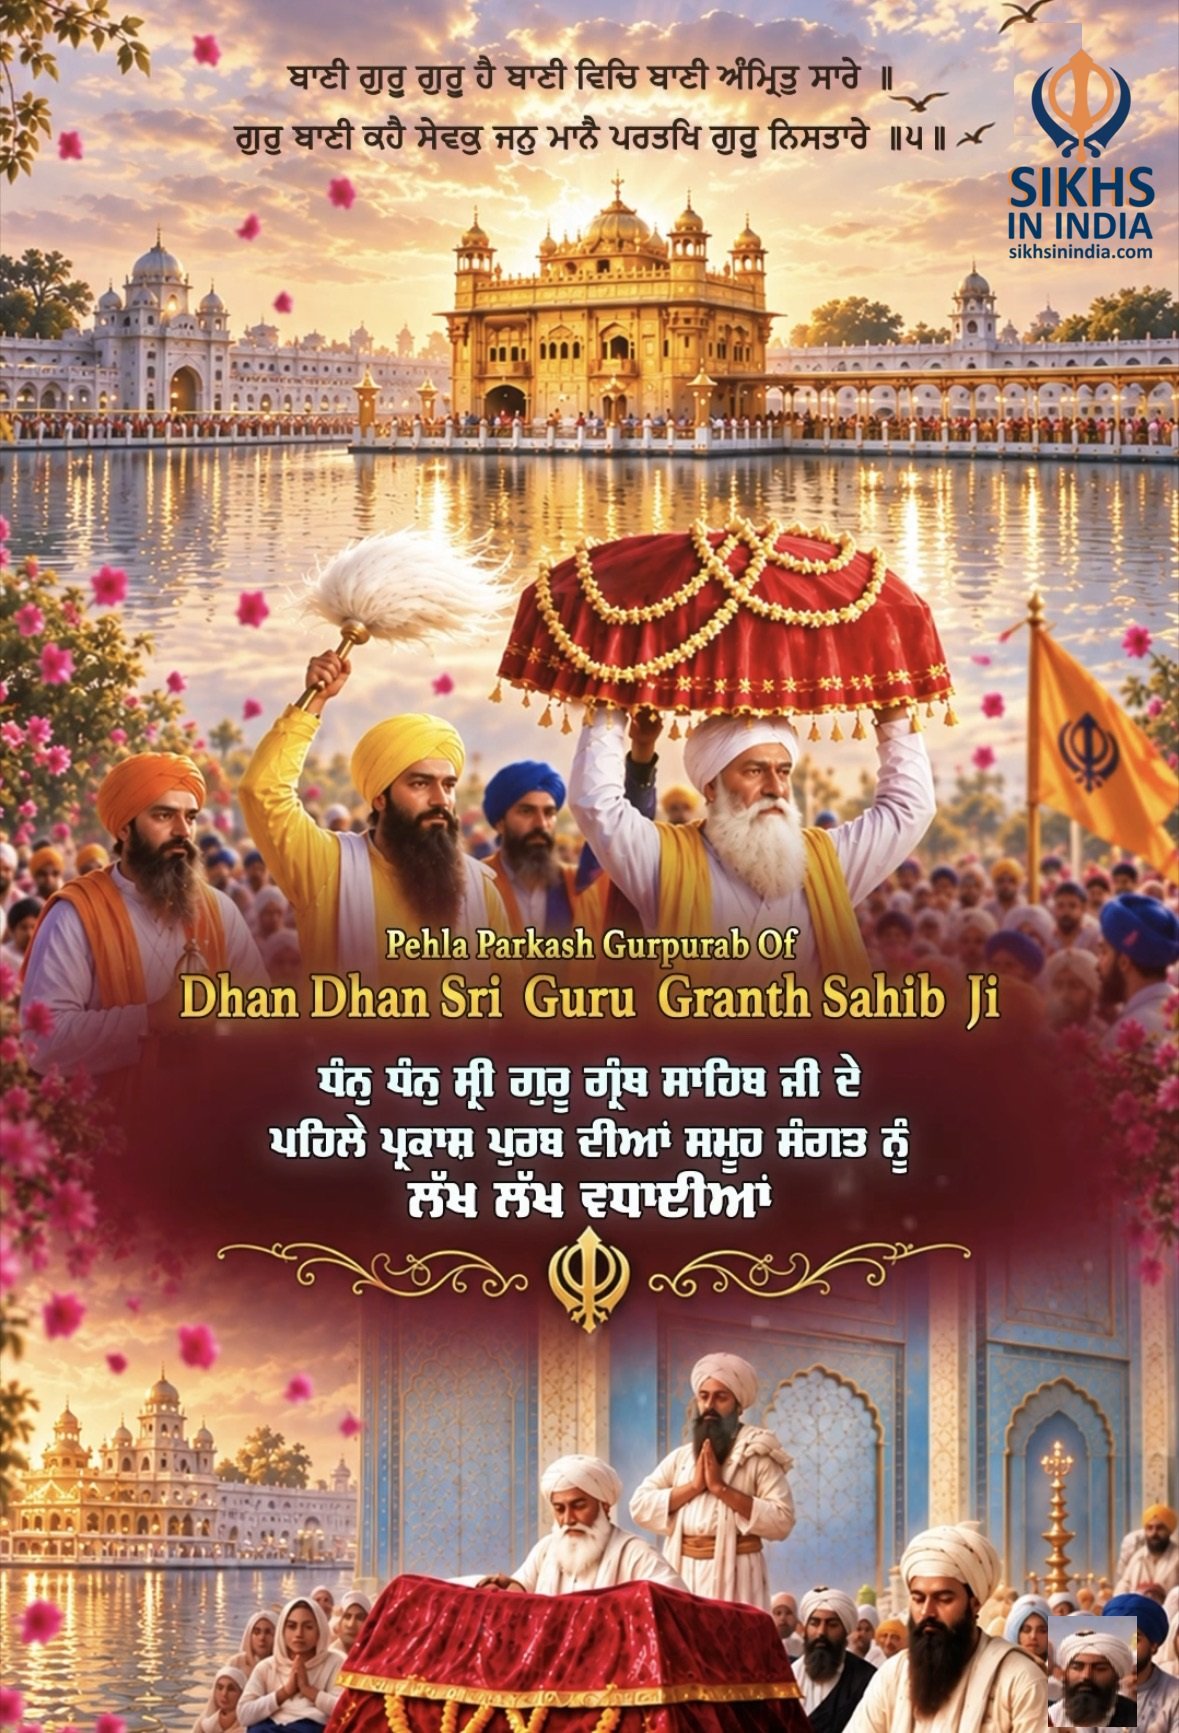 ਬਾਣੀ ਗੁਰੂ ਗੁਰੂ ਹੈ ਬਾਣੀ ਵਿਚਿ ਬਾਣੀ ਅੰਮ੍ਰਿਤੁ ਸਾਰੇ ॥
ਗੁਰੁ ਬਾਣੀ ਕਹੈ ਸੇਵਕੁ ਜਨੁ ਮਾਨੈ ਪਰਤਖਿ ਗੁਰੂ ਨਿਸਤਾਰੇ ॥੫॥
SIKHS
IN INDIA
sikhsinindia.com
Pehla Parkash Gurpurab Of
Dhan Dhan Sri Guru Granth Sahib Ji
ਧੰਨੁ ਧੰਨੁ ਸ੍ਰੀ ਗੁਰੂ ਗ੍ਰੰਥ ਸਾਹਿਬ ਜੀ ਦੇ
ਪਹਿਲੇ ਪ੍ਰਕਾਸ਼ ਪੁਰਬ ਦੀਆਂ ਸਮੂਹ ਸੰਗਤ ਨੂੰ
ਲੱਖ ਲੱਖ ਵਧਾਈਆਂ